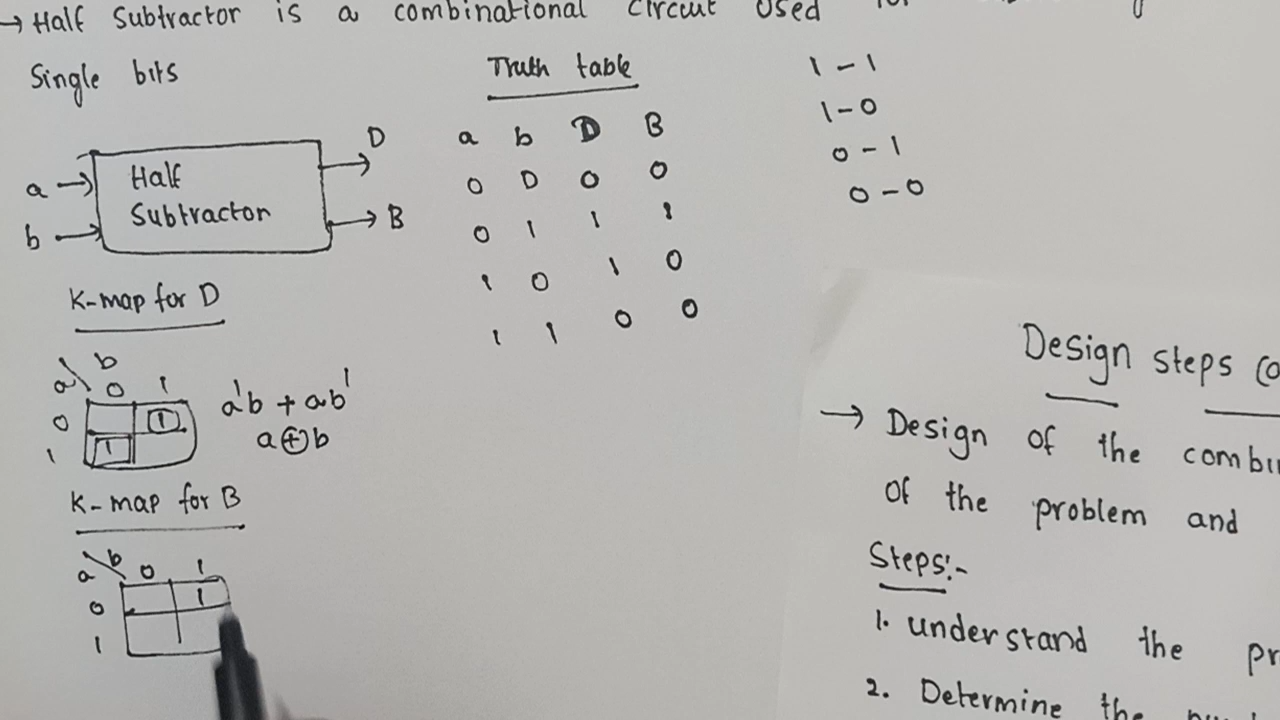 → Half Subtractor is a combinational circuit used
Single bits
a
b
Half
Subtractor
D
B
Truth table
a b D B
0 0 0 0
0 1 1 1
1 0 1 0
1 1 0 0
1 - 1
1 - 0
0 - 1
0 - 0
K-map for D
a\b
0 1
0 1
1 1
a'b + ab'
a⊕b
K-map for B
a\b 0 1
0 1
1
Design steps
→ Design of the
of the problem and
Steps:-
1. understand the
2. Determine the